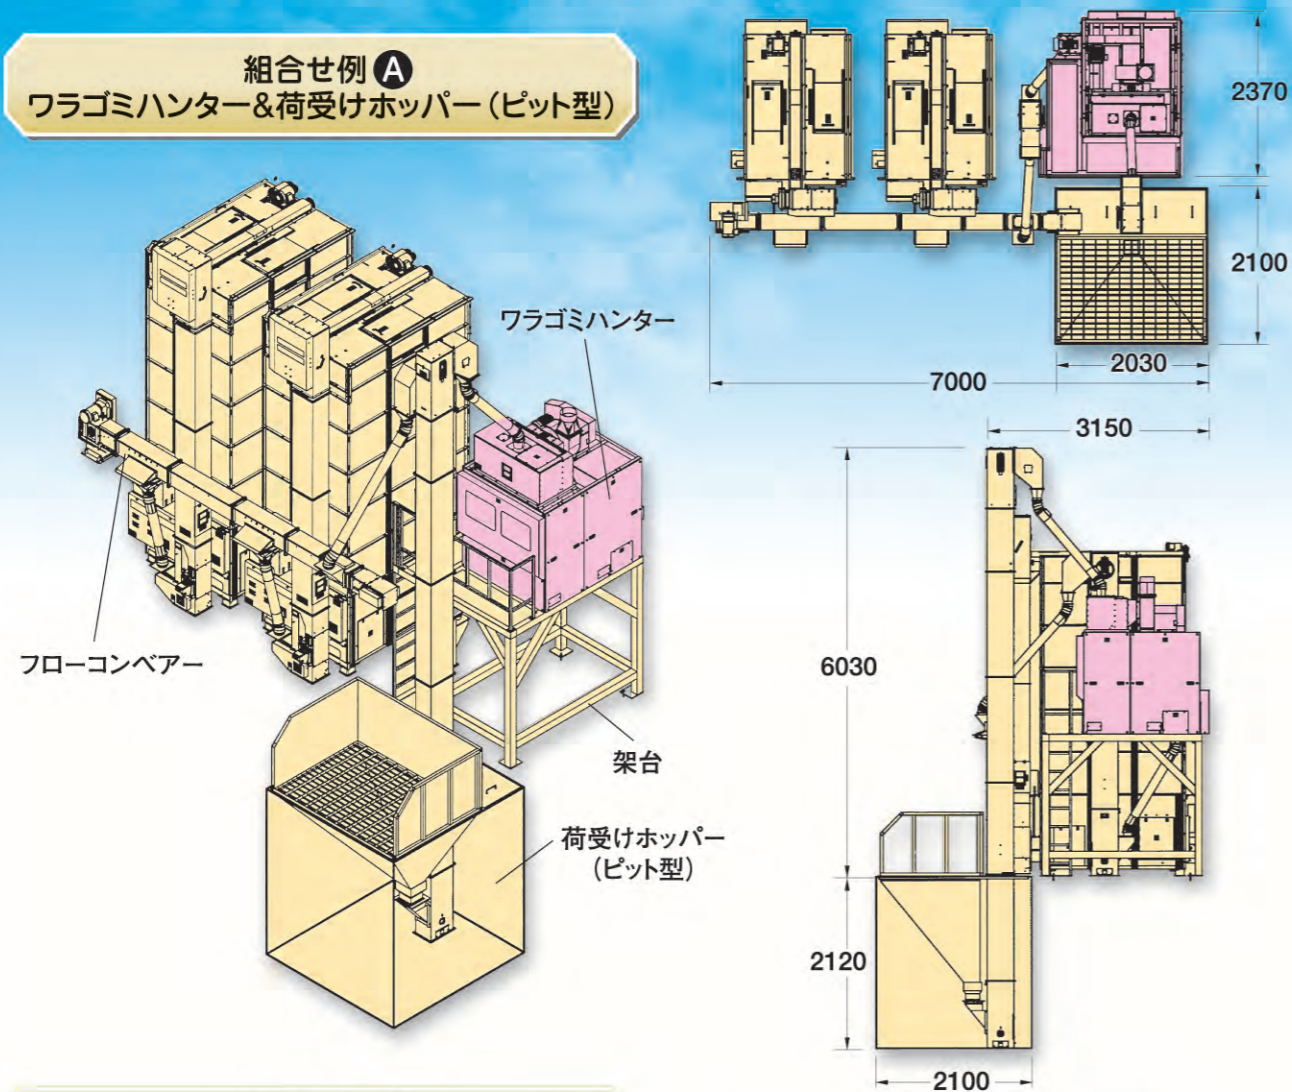 組合せ例 A
ワラゴミハンター&荷受けホッパー(ピット型)
2370
2100
2030
7000
ワラゴミハンター
フローコンベアー
架台
荷受けホッパー
(ピット型)
3150
6030
2120
2100